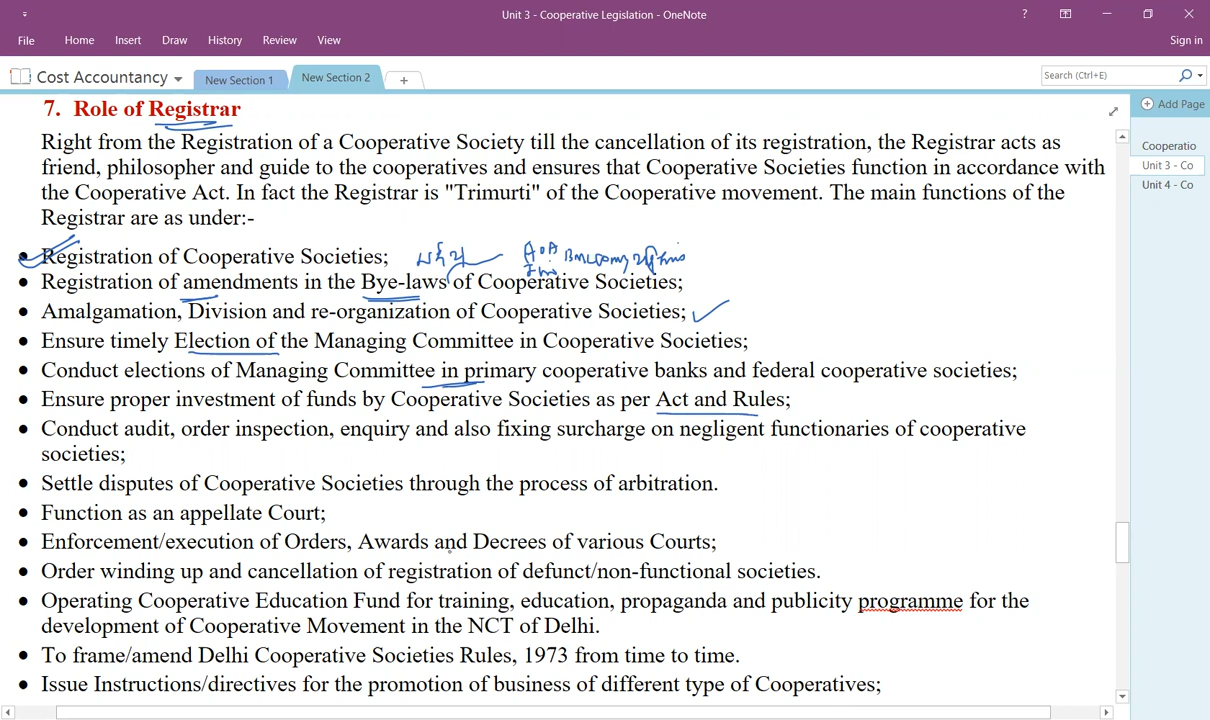 Unit 3 - Cooperative Legislation - OneNote
?
File Home Insert Draw History Review View
Sign in
Cost Accountancy
New Section 1
New Section 2
+
Search (Ctrl+E)
Add Page
Cooperatio
Unit 3 - Co
Unit 4 - Co
7. Role of Registrar
Right from the Registration of a Cooperative Society till the cancellation of its registration, the Registrar acts as
friend, philosopher and guide to the cooperatives and ensures that Cooperative Societies function in accordance with
the Cooperative Act. In fact the Registrar is "Trimurti" of the Cooperative movement. The main functions of the
Registrar are as under:-
• Registration of Cooperative Societies;
• Registration of amendments in the Bye-laws of Cooperative Societies;
• Amalgamation, Division and re-organization of Cooperative Societies;
• Ensure timely Election of the Managing Committee in Cooperative Societies;
• Conduct elections of Managing Committee in primary cooperative banks and federal cooperative societies;
• Ensure proper investment of funds by Cooperative Societies as per Act and Rules;
• Conduct audit, order inspection, enquiry and also fixing surcharge on negligent functionaries of cooperative
societies;
• Settle disputes of Cooperative Societies through the process of arbitration.
• Function as an appellate Court;
• Enforcement/execution of Orders, Awards and Decrees of various Courts;
• Order winding up and cancellation of registration of defunct/non-functional societies.
• Operating Cooperative Education Fund for training, education, propaganda and publicity programme for the
development of Cooperative Movement in the NCT of Delhi.
• To frame/amend Delhi Cooperative Societies Rules, 1973 from time to time.
• Issue Instructions/directives for the promotion of business of different type of Cooperatives;